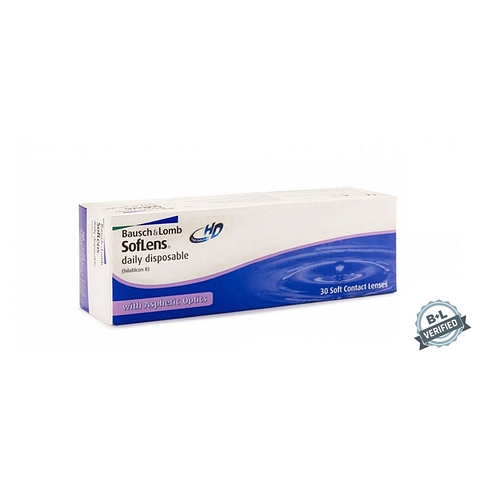 Bausch & Lomb
SofLens®
daily disposable
(hilafilcon B)
HD
with Aspheric Optics
30 Soft Contact Lenses
B+L
VERIFIED